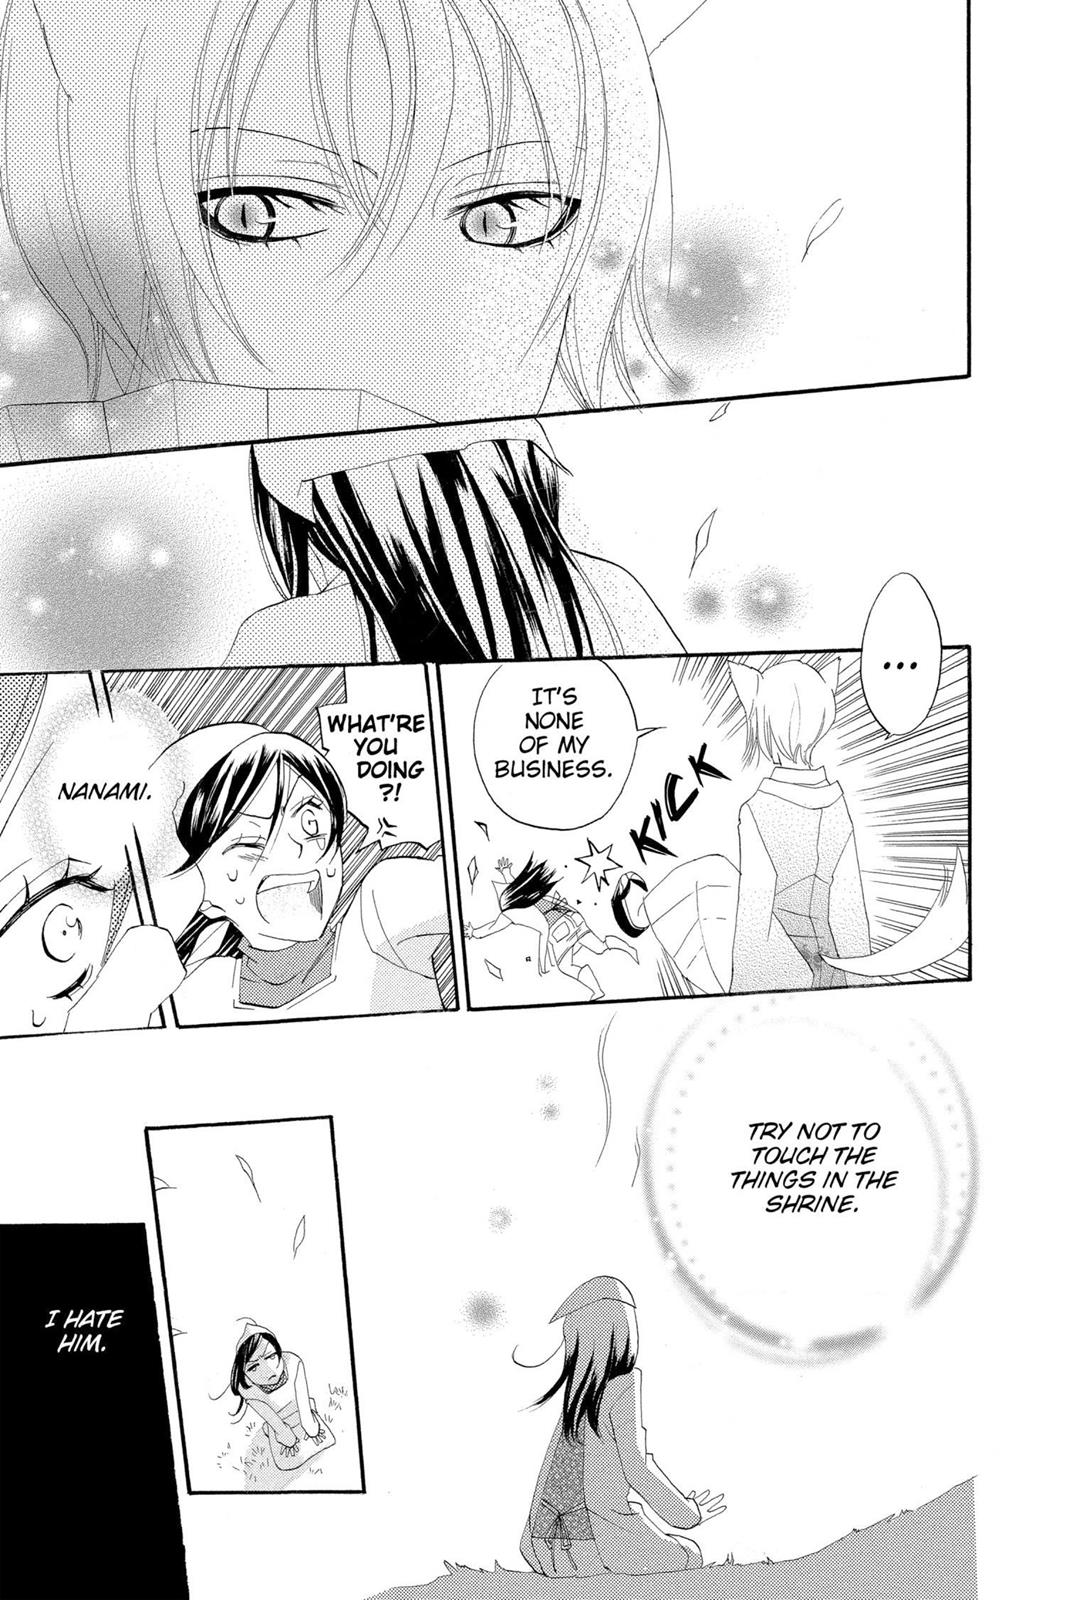 ...
IT'S
NONE
OF MY
BUSINESS.
KICK
WHAT'RE
YOU
DOING
?!
NANAMI.
TRY NOT TO
TOUCH THE
THINGS IN THE
SHRINE.
I HATE
HIM.